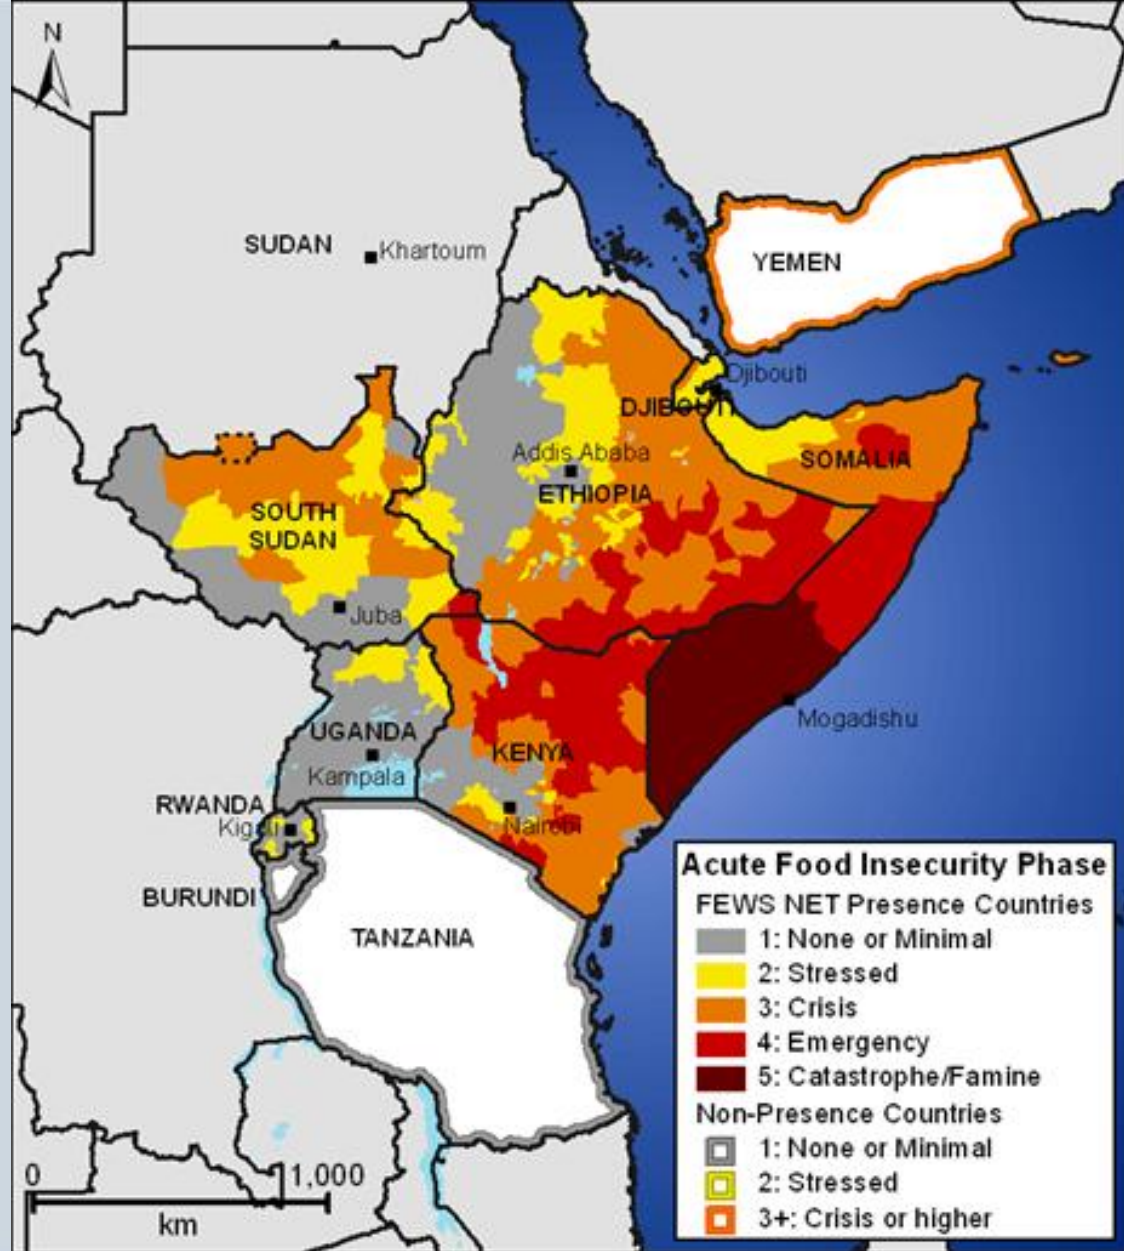 N
SUDAN
Khartoum
YEMEN
Djibouti
DJIBOUTI
Addis Ababa
ETHIOPIA
SOMALIA
SOUTH
SUDAN
Juba
Mogadishu
UGANDA
KENYA
Kampala
RWANDA
Kigali
Nairobi
BURUNDI
TANZANIA
Acute Food Insecurity Phase
FEWS NET Presence Countries
1: None or Minimal
2: Stressed
3: Crisis
4: Emergency
5: Catastrophe/Famine
Non-Presence Countries
1: None or Minimal
2: Stressed
3+: Crisis or higher
0 1,000
km